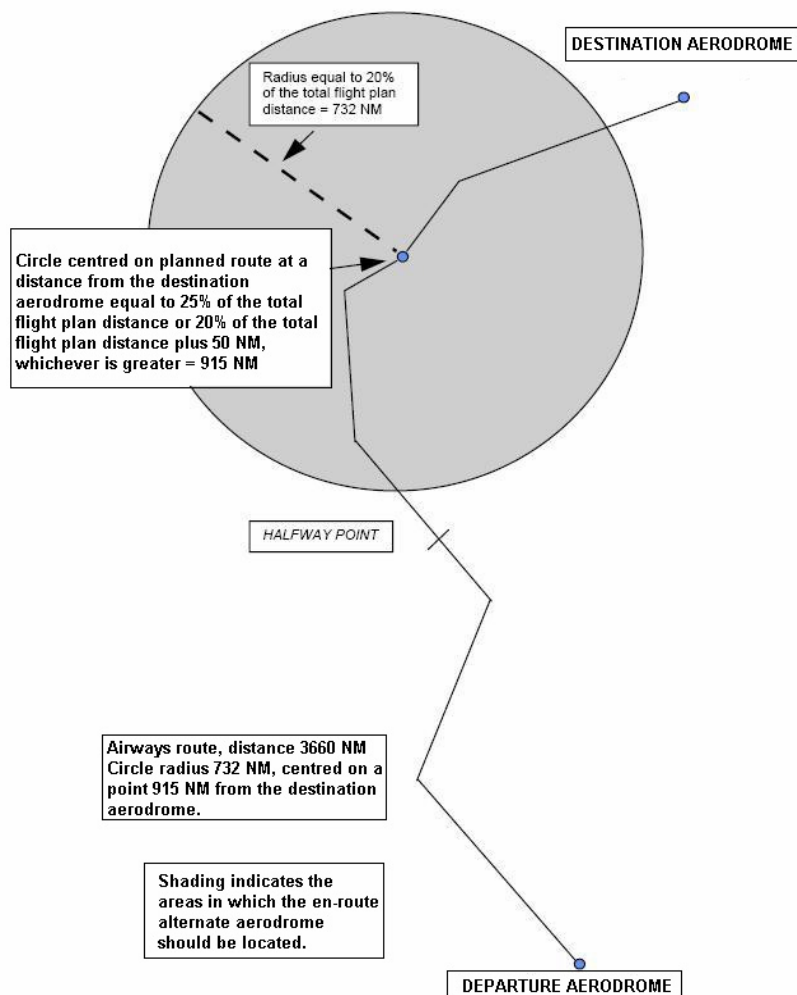 DESTINATION AERODROME
Radius equal to 20%
of the total flight plan
distance = 732 NM
Circle centred on planned route at a
distance from the destination
aerodrome equal to 25% of the total
flight plan distance or 20% of the total
flight plan distance plus 50 NM,
whichever is greater = 915 NM
HALFWAY POINT
Airways route, distance 3660 NM
Circle radius 732 NM, centred on a
point 915 NM from the destination
aerodrome.
Shading indicates the
areas in which the en-route
alternate aerodrome
should be located.
DEPARTURE AERODROME